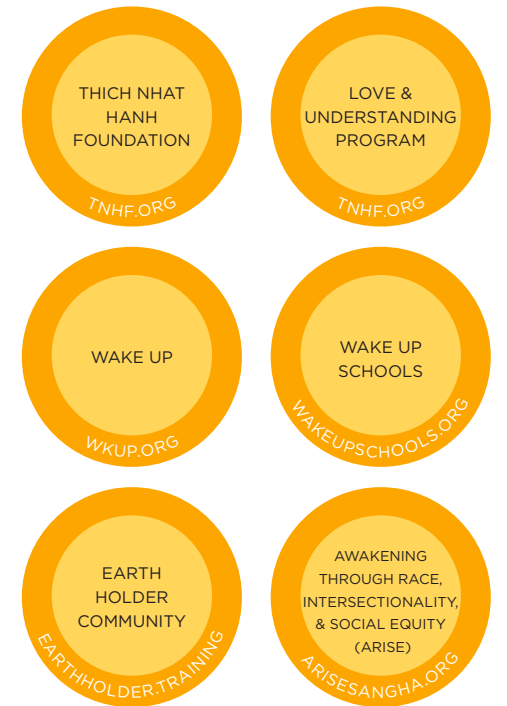 THICH NHAT
HANH
FOUNDATION
TNHF.ORG
LOVE &
UNDERSTANDING
PROGRAM
TNHF.ORG
WAKE UP
WKUP.ORG
WAKE UP
SCHOOLS
WAKEUPSCHOOLS.ORG
EARTH
HOLDER
COMMUNITY
EARTHHOLDER.TRAINING
AWAKENING
THROUGH RACE,
INTERSECTIONALITY,
& SOCIAL EQUITY
(ARISE)
ARISESANGHA.ORG